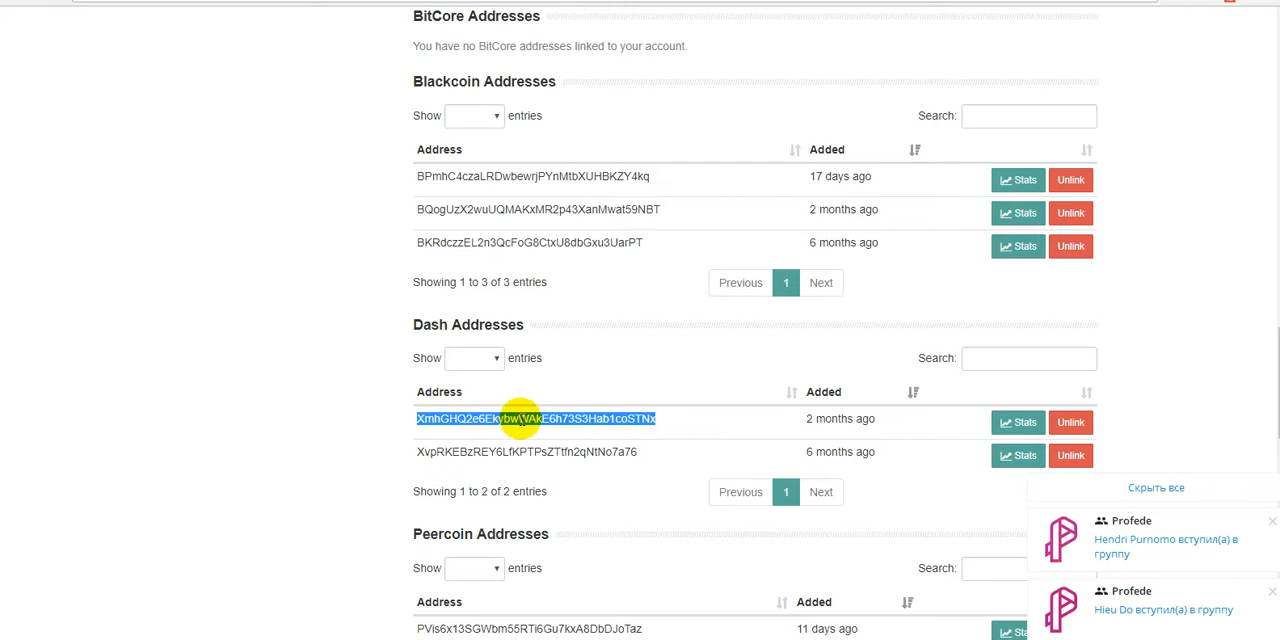 BitCore Addresses
You have no BitCore addresses linked to your account.
Blackcoin Addresses
Show entries Search:
Address Added
BPmhC4czaLRDwbewrjPYnMtbXUHBKZY4kq 17 days ago Stats Unlink
BQogUzX2wuUQMAKxMR2p43XanMwat59NBT 2 months ago Stats Unlink
BKRdczzEL2n3QcFoG8CtxU8dbGxu3UarPT 6 months ago Stats Unlink
Showing 1 to 3 of 3 entries Previous 1 Next
Dash Addresses
Show entries Search:
Address Added
2 months ago Stats Unlink
XvpRKEBzREY6LfKPTPsZTtfn2qNtNo7a76 6 months ago Stats Unlink
Showing 1 to 2 of 2 entries Previous 1 Next
Скрыть все
Profede
Hendri Purnomo вступил(а) в
группу
Peercoin Addresses
Show entries Search:
Address Added
Profede
Hieu Do вступил(а) в группу
PVis6x13SGWbm55RTi6Gu7kxA8DbDJoTaz 11 days ago